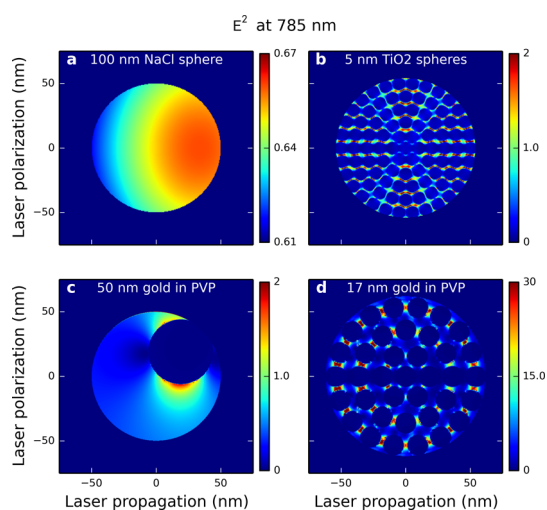 E² at 785 nm
a 100 nm NaCl sphere
b 5 nm TiO2 spheres
Laser polarization (nm)
50
0
−50
0.67
0.64
0.61
2
1.0
0
c 50 nm gold in PVP
d 17 nm gold in PVP
Laser polarization (nm)
50
0
−50
2
1.0
0
30
15.0
0
−50 0 50
−50 0 50
Laser propagation (nm)
Laser propagation (nm)